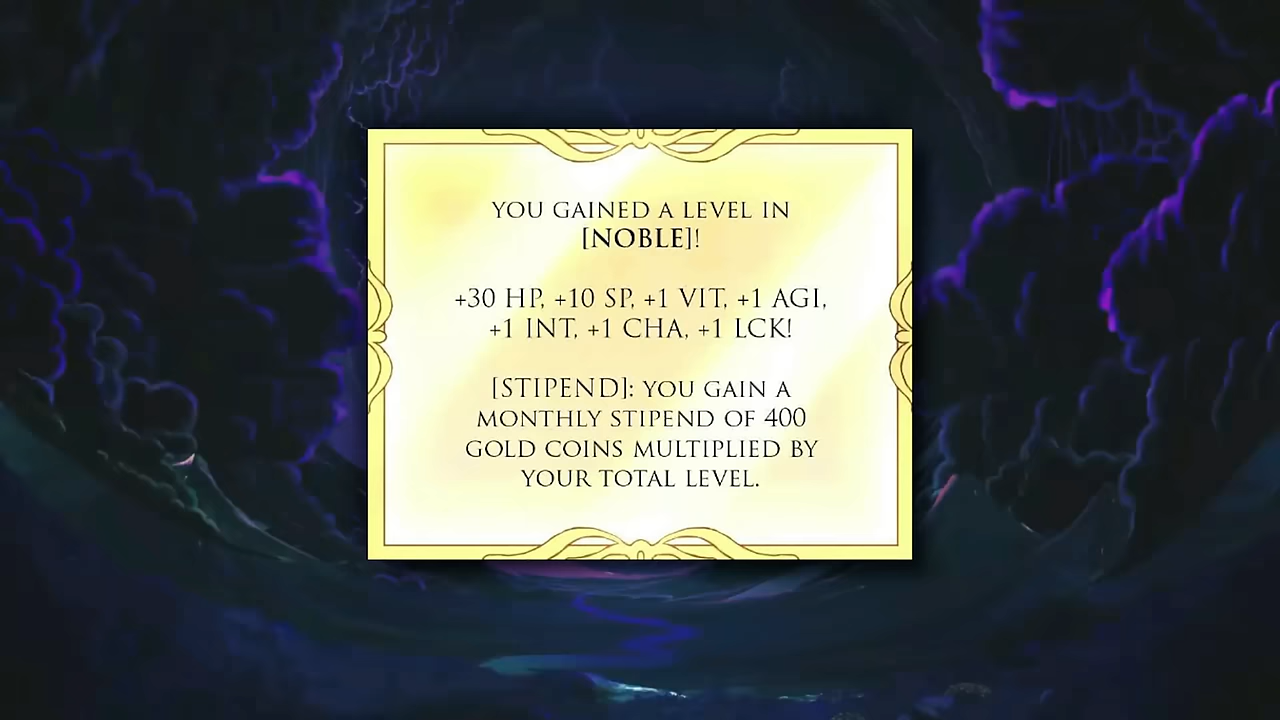 YOU GAINED A LEVEL IN
[NOBLE]!
+30 HP, +10 SP, +1 VIT, +1 AGI,
+1 INT, +1 CHA, +1 LCK!
[STIPEND]: YOU GAIN A
MONTHLY STIPEND OF 400
GOLD COINS MULTIPLIED BY
YOUR TOTAL LEVEL.